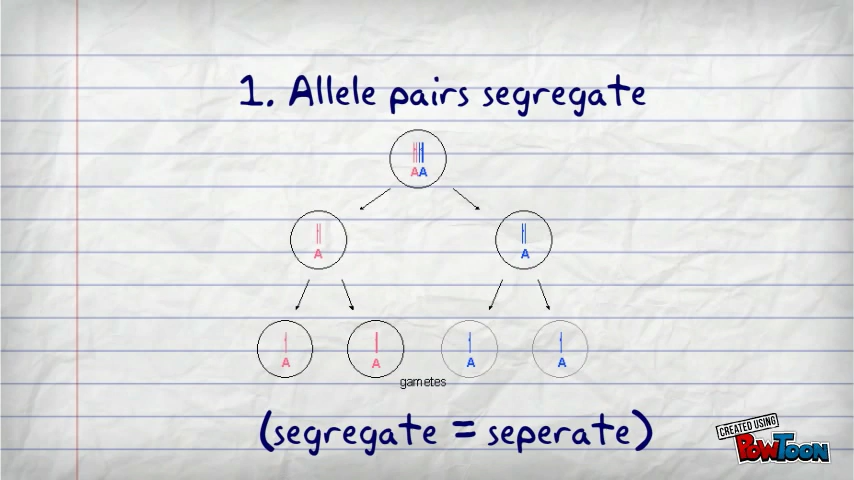 1. Allele pairs segregate
AA
A A
A A A A
gametes
(segregate = seperate)
CREATED USING
POWTOON